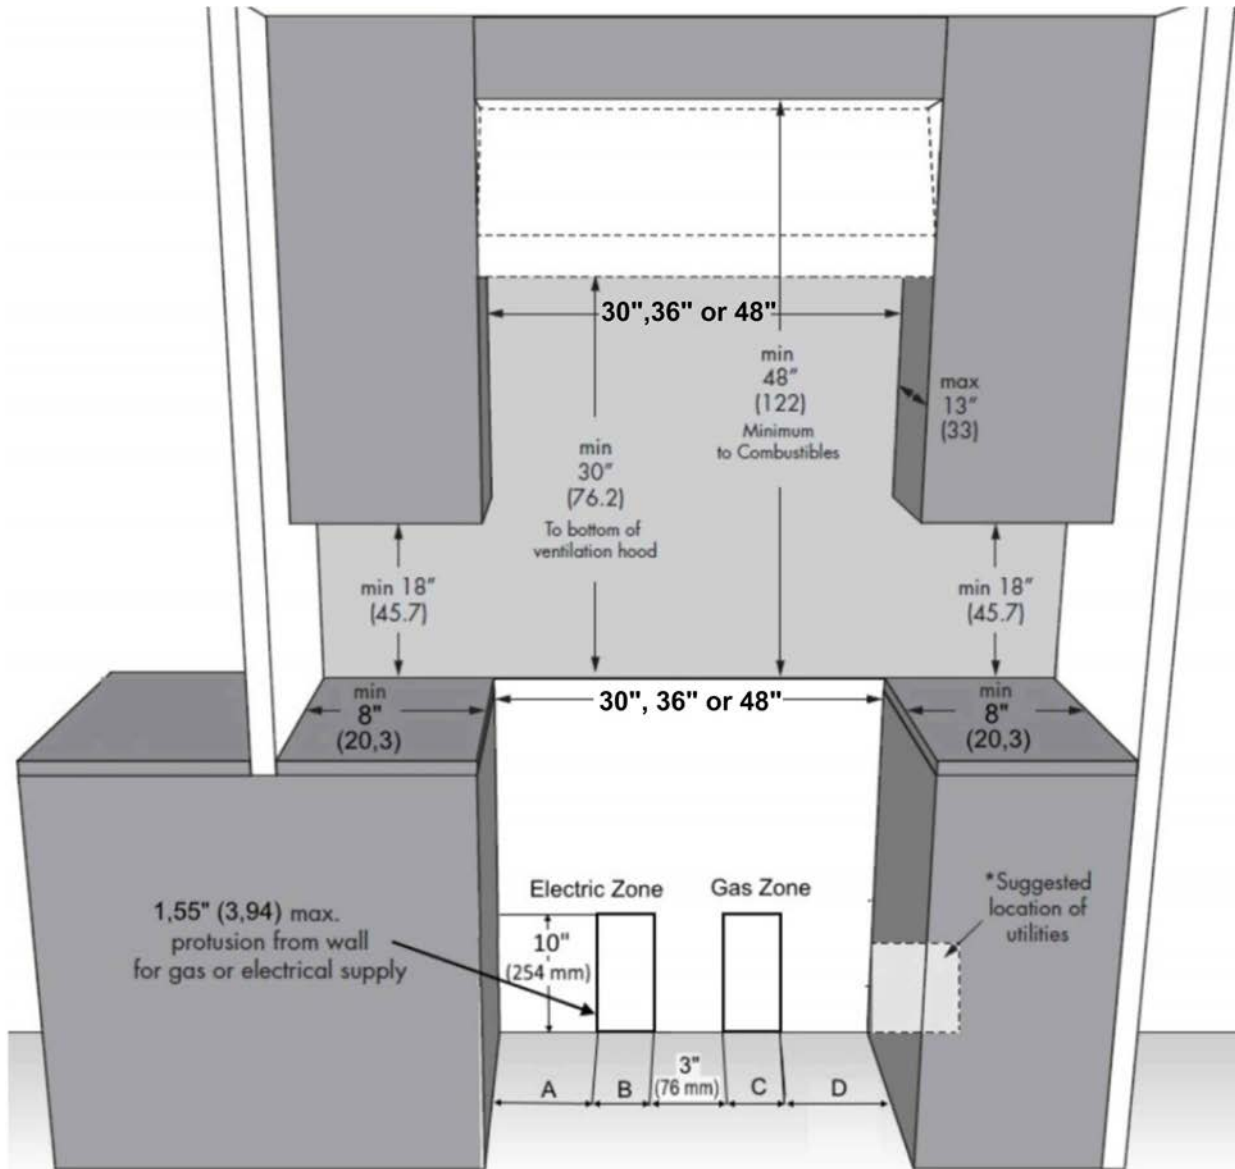 30",36" or 48"
min
48"
(122)
Minimum
to Combustibles
max
13"
(33)
min
30"
(76.2)
To bottom of
ventilation hood
min 18"
(45.7)
min 18"
(45.7)
min
8"
(20,3)
30", 36" or 48"
min
8"
(20,3)
Electric Zone
Gas Zone
*Suggested
location of
utilities
1,55" (3,94) max.
protusion from wall
for gas or electrical supply
10"
(254 mm)
A
B
3"
(76 mm)
C
D